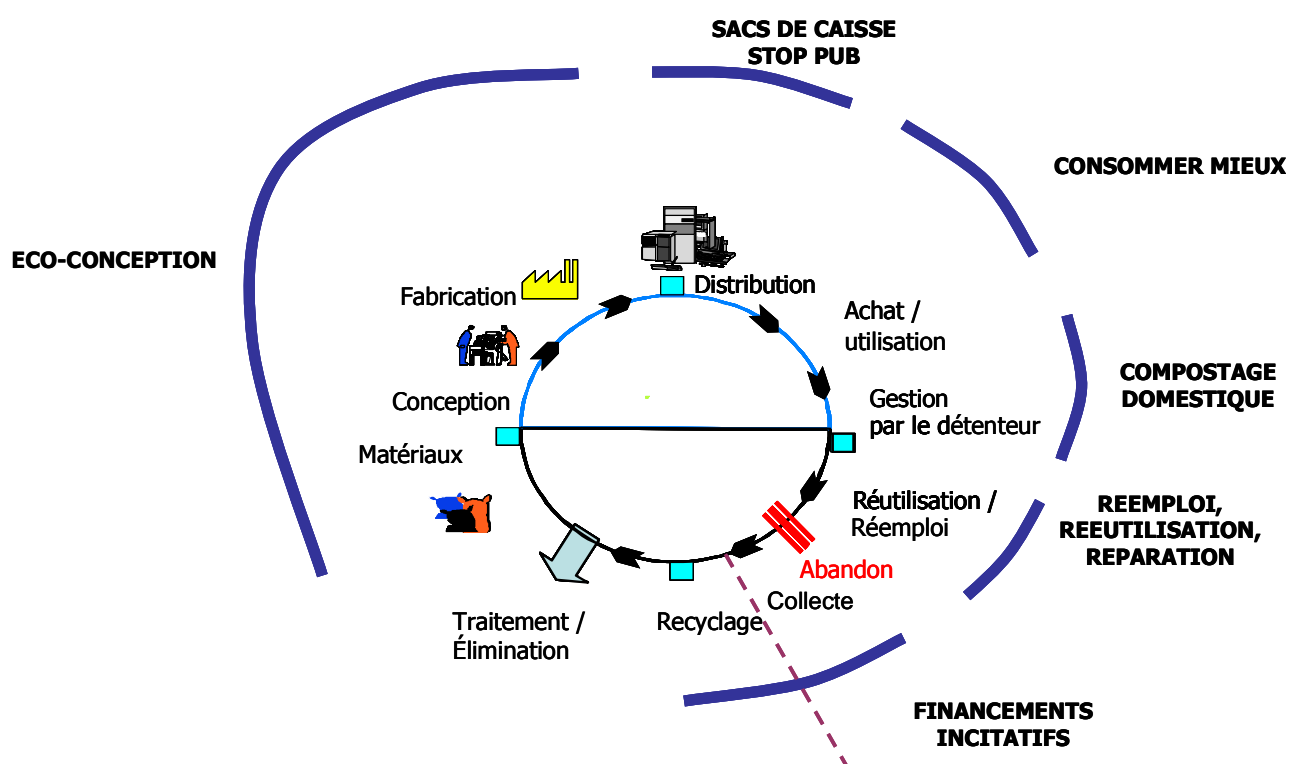 SACS DE CAISSE
STOP PUB
CONSOMMER MIEUX
ECO-CONCEPTION
Distribution
Fabrication
Achat /
utilisation
COMPOSTAGE
DOMESTIQUE
Conception
Gestion
par le détenteur
Matériaux
Réutilisation /
Réemploi
REEMPLOI,
REEUTILISATION,
REPARATION
Abandon
Collecte
Recyclage
Traitement /
Élimination
FINANCEMENTS
INCITATIFS